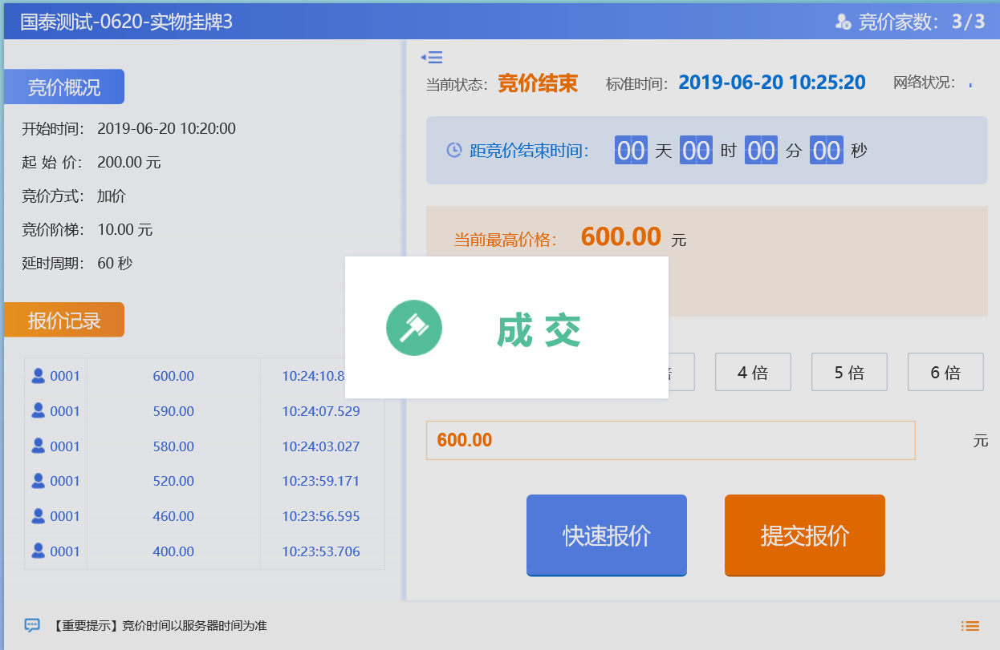 国泰测试-0620-实物挂牌3
竞价家数： 3/3
竞价概况
开始时间： 2019-06-20 10:20:00
起 始 价： 200.00 元
竞价方式： 加价
竞价阶梯： 10.00 元
延时周期： 60 秒
报价记录
0001 600.00 10:24:10.8
0001 590.00 10:24:07.529
0001 580.00 10:24:03.027
0001 520.00 10:23:59.171
0001 460.00 10:23:56.595
0001 400.00 10:23:53.706
当前状态： 竞价结束 标准时间： 2019-06-20 10:25:20 网络状况：
距竞价结束时间： 00 天 00 时 00 分 00 秒
当前最高价格： 600.00 元
成交
4 倍 5 倍 6 倍
600.00 元
快速报价 提交报价
【重要提示】竞价时间以服务器时间为准